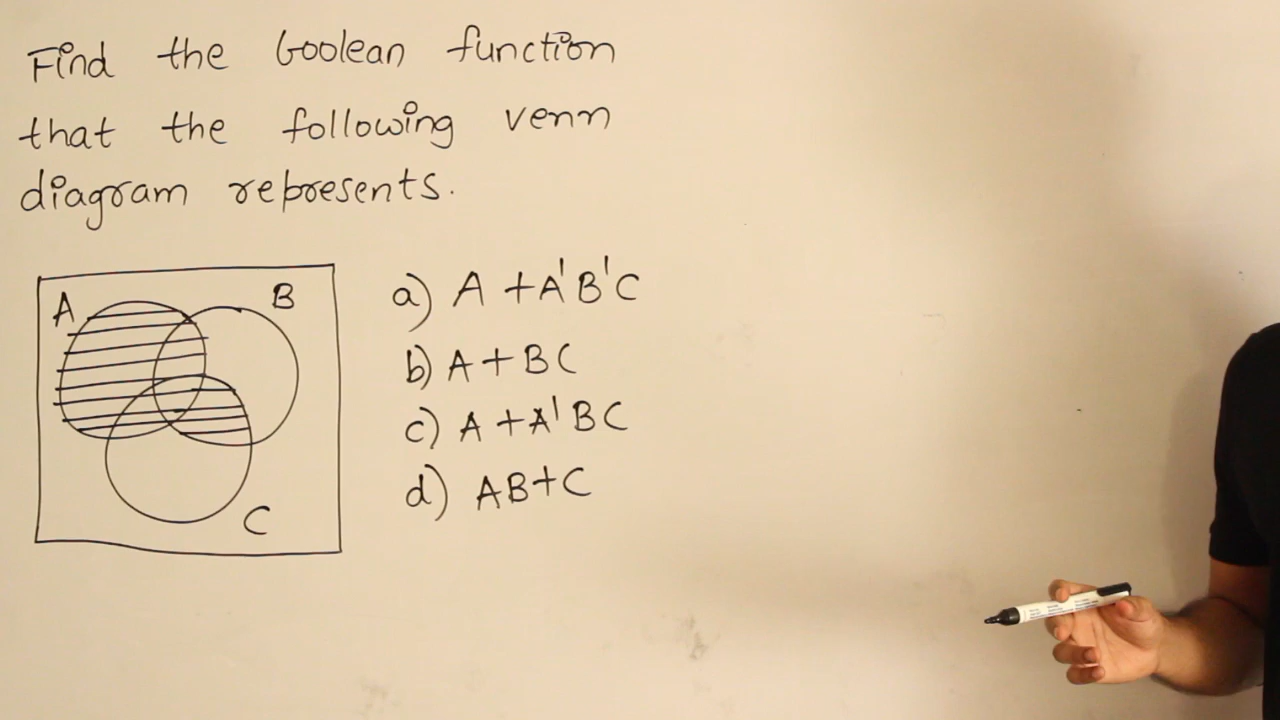 Find the boolean function
that the following venn
diagram represents.
A
B
C
a) A + A'B'C
b) A + BC
c) A + A'BC
d) AB+C